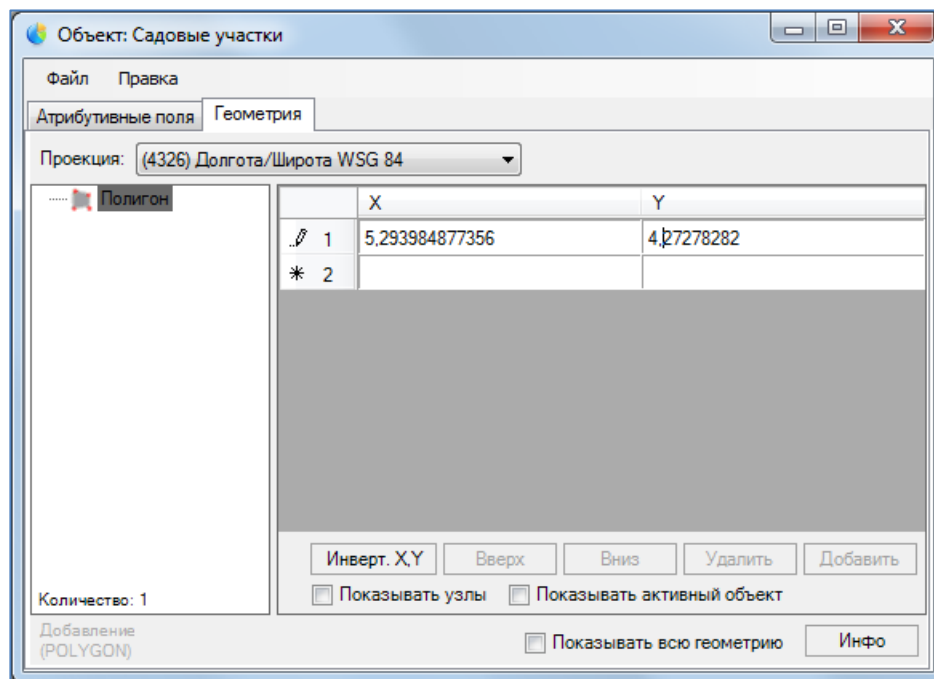 Объект: Садовые участки
Файл Правка
Атрибутивные поля Геометрия
Проекция: (4326) Долгота/Широта WSG 84
Полигон
X Y
1 5,293984877356 4,27278282
2
Инверт. X,Y Вверх Вниз Удалить Добавить
Количество: 1
Показывать узлы Показывать активный объект
Добавление
(POLYGON)
Показывать всю геометрию Инфо